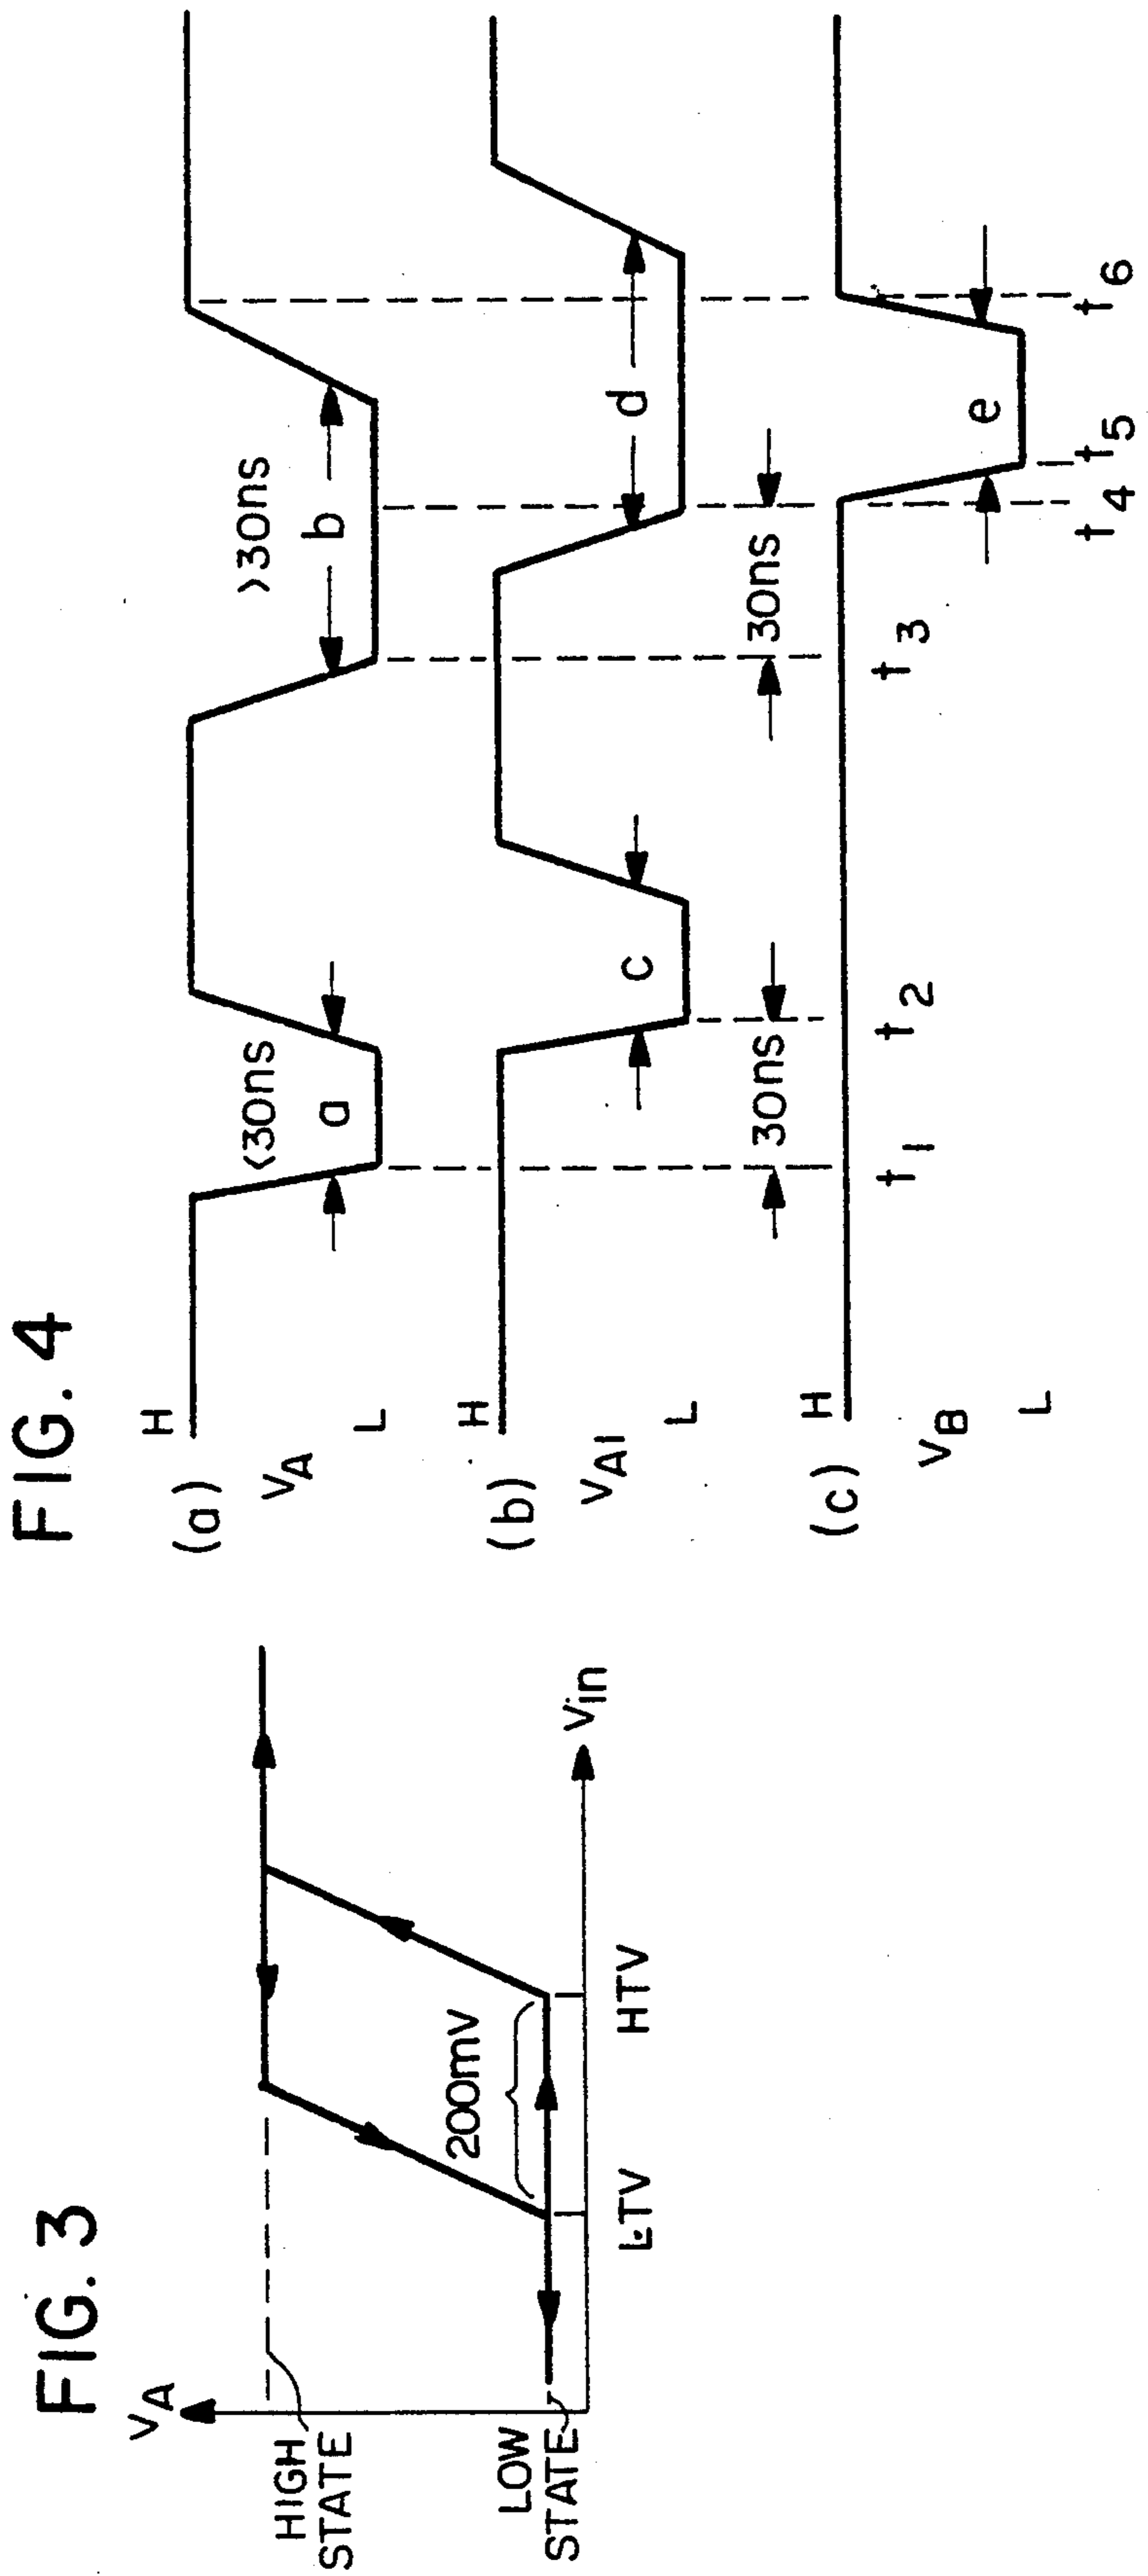 FIG. 3
VA
HIGH
STATE
LOW
STATE
200mv
LTV
HTV
Vin
FIG. 4
(a)
H
VA
L
<30ns
a
>30ns
b
(b)
H
VA1
L
c
d
30ns
30ns
(c)
H
VB
L
e
t1
t2
t3
t4
t5
t6